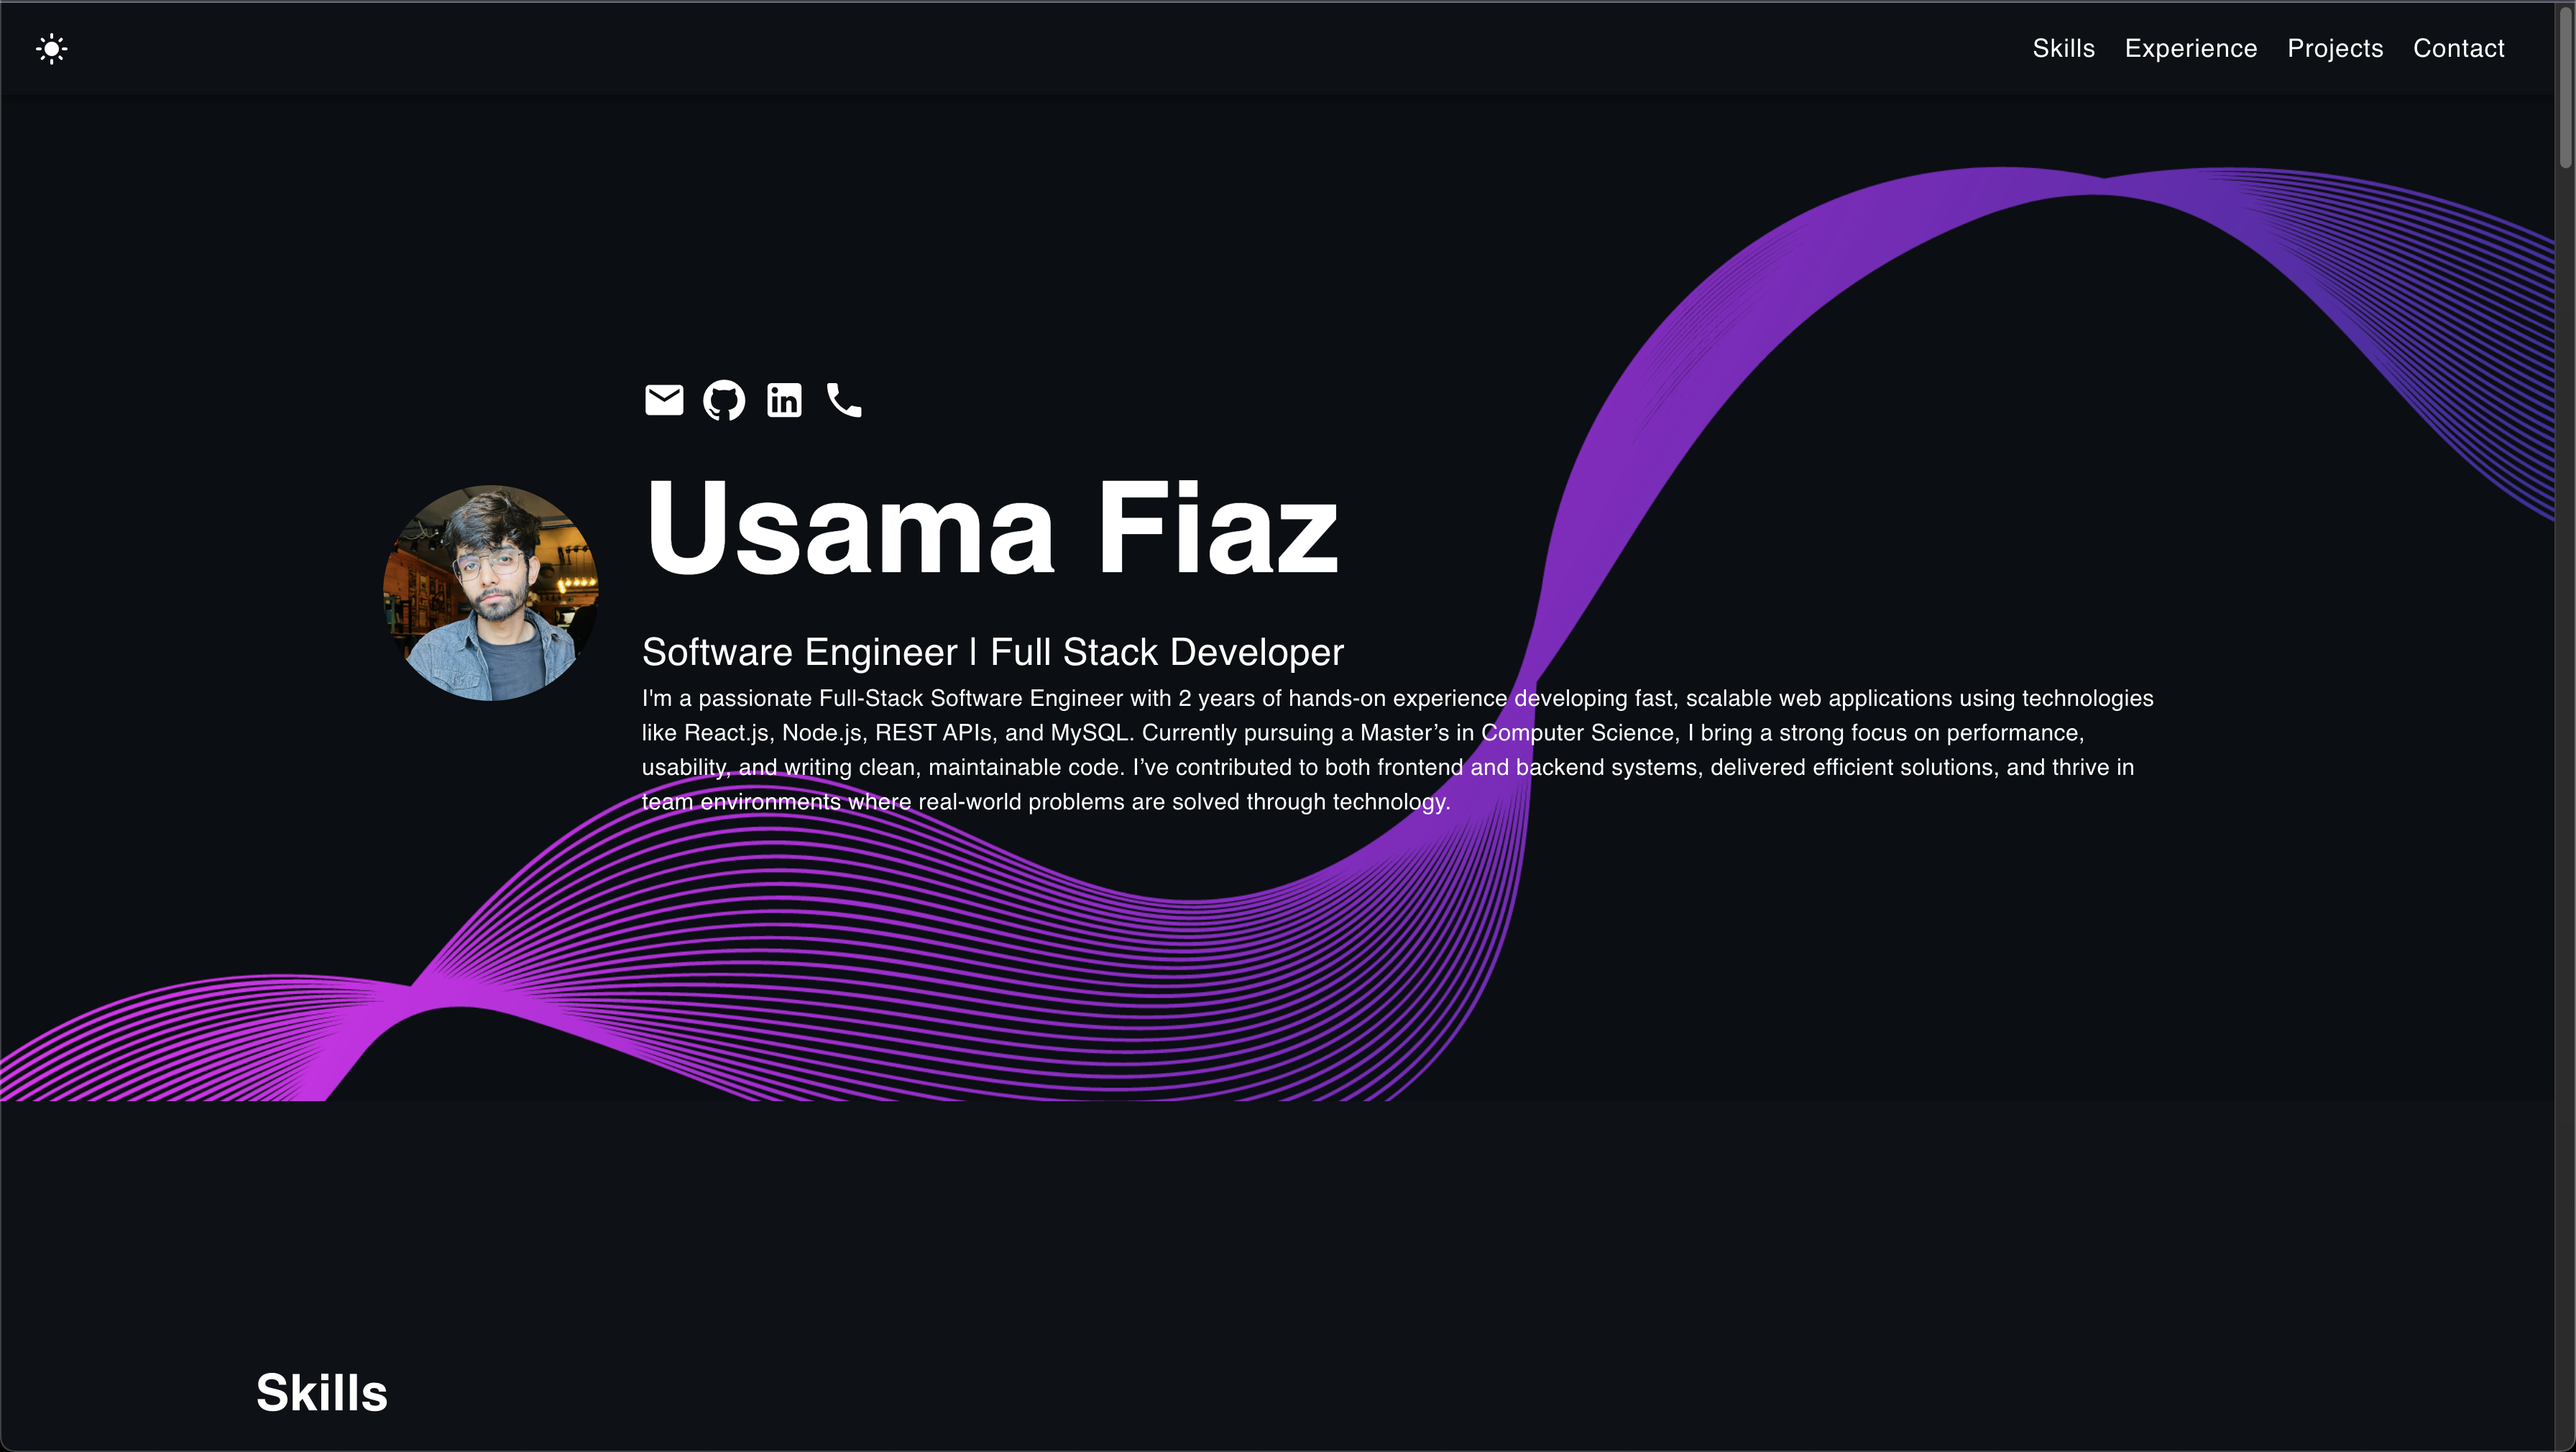 Skills Experience Projects Contact
in
Usama Fiaz
Software Engineer | Full Stack Developer
I'm a passionate Full-Stack Software Engineer with 2 years of hands-on experience developing fast, scalable web applications using technologies
like React.js, Node.js, REST APIs, and MySQL. Currently pursuing a Master’s in Computer Science, I bring a strong focus on performance,
usability, and writing clean, maintainable code. I’ve contributed to both frontend and backend systems, delivered efficient solutions, and thrive in
team environments where real-world problems are solved through technology.
Skills